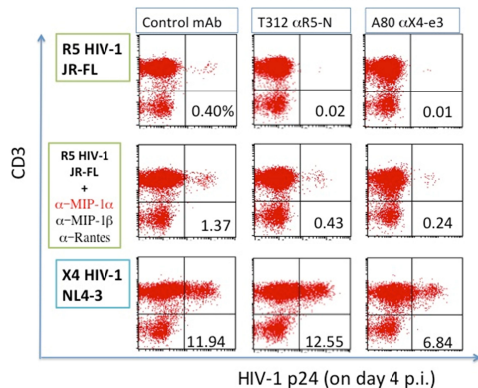 Control mAb T312 αR5-N A80 αX4-e3
R5 HIV-1
JR-FL
0.40% 0.02 0.01
CD3
R5 HIV-1
JR-FL
+
α-MIP-1α
α-MIP-1β
α-Rantes
1.37 0.43 0.24
X4 HIV-1
NL4-3
11.94 12.55 6.84
HIV-1 p24 (on day 4 p.i.)